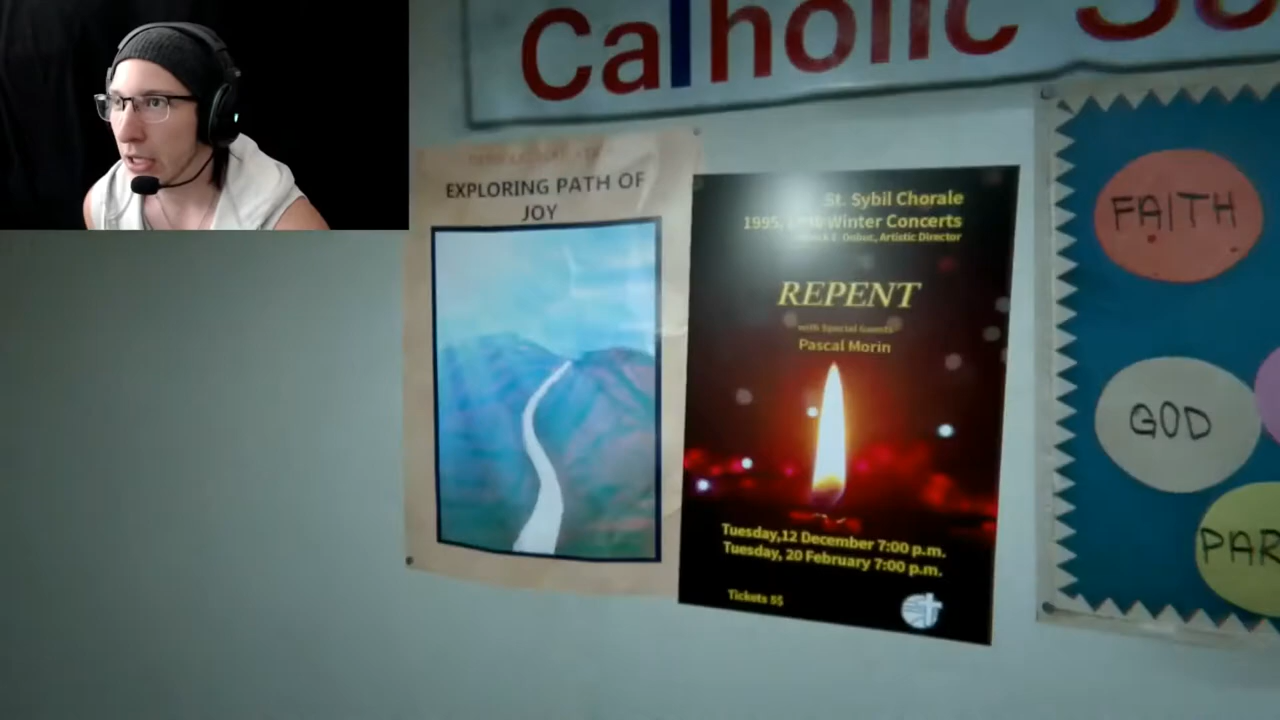 Catholic
EXPLORING PATH OF
JOY
St. Sybil Chorale
1995, Winter Concerts
Artistic Director
REPENT
with Special Guests
Pascal Morin
Tuesday,12 December 7:00 p.m.
Tuesday, 20 February 7:00 p.m.
Tickets 5$
FAITH
GOD
PAR